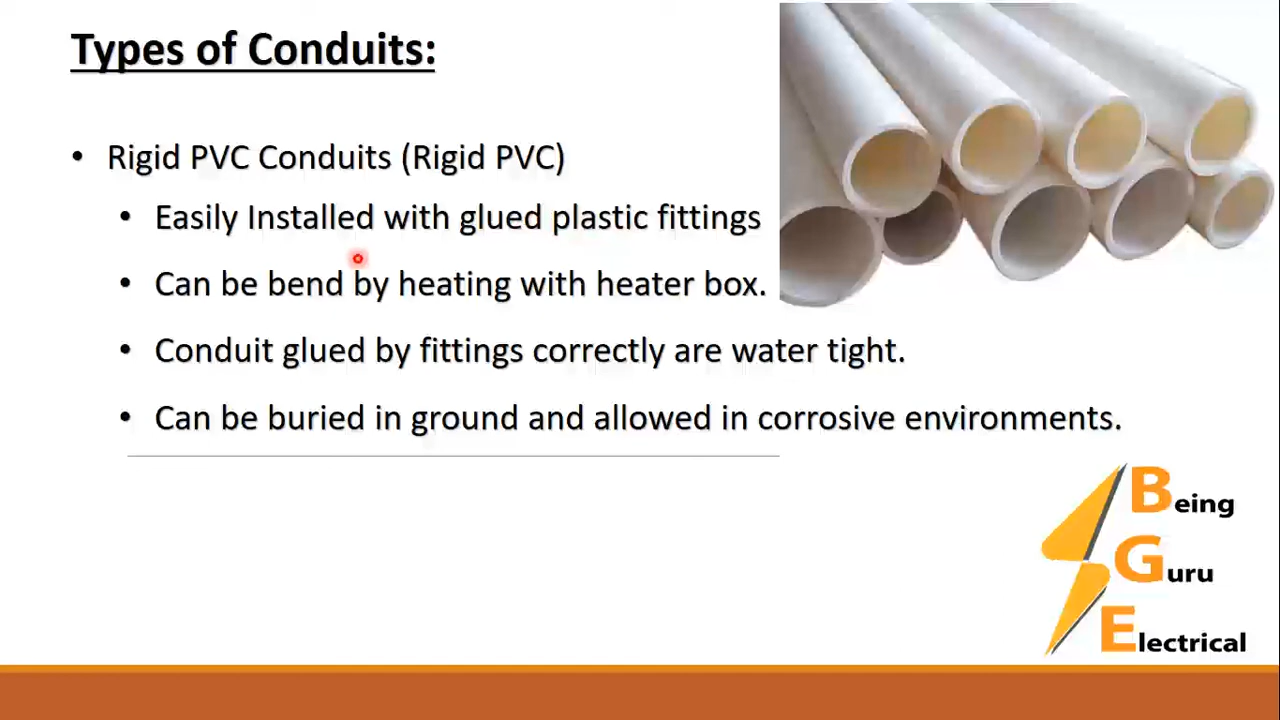 Types of Conduits:
• Rigid PVC Conduits (Rigid PVC)
• Easily Installed with glued plastic fittings
• Can be bend by heating with heater box.
• Conduit glued by fittings correctly are water tight.
• Can be buried in ground and allowed in corrosive environments.
Being
Guru
Electrical